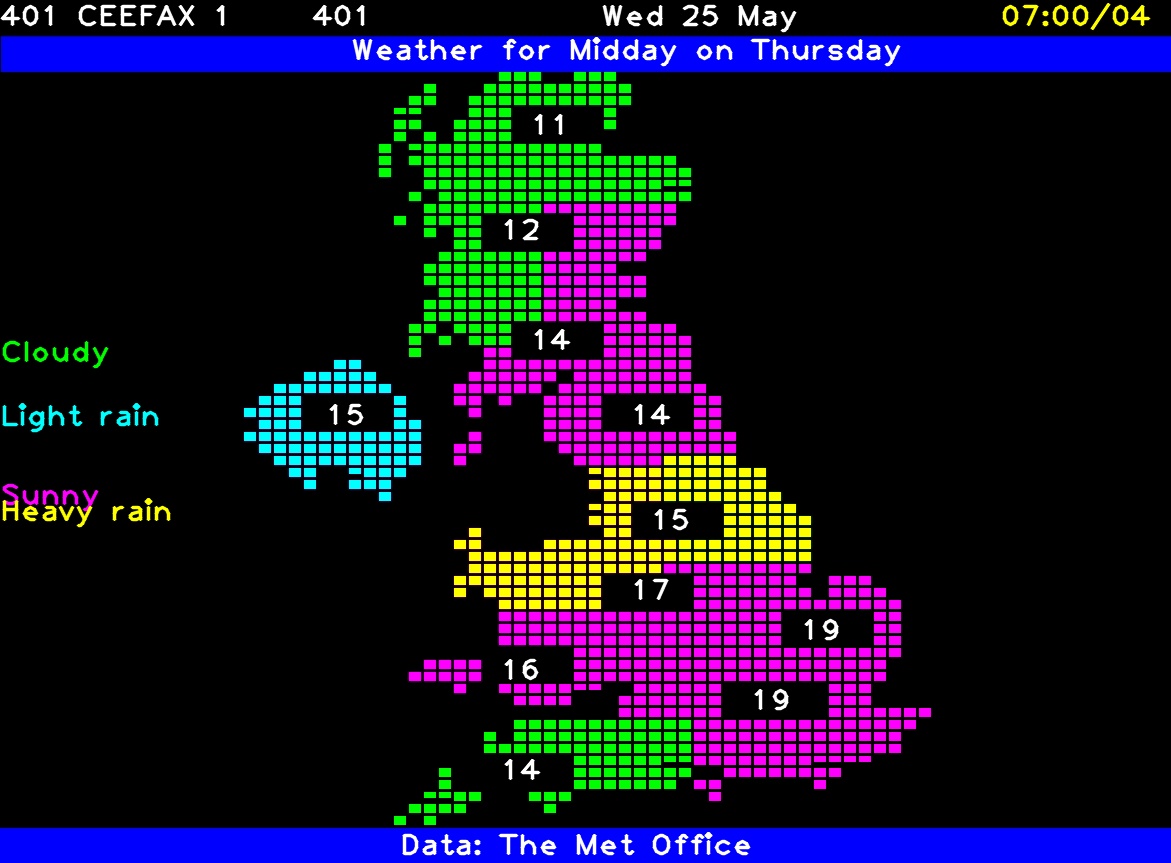 401 CEEFAX 1 401 Wed 25 May 07:00/04
Weather for Midday on Thursday
11
12
14
Cloudy
15
14
Light rain
Sunny
Heavy rain
15
17
19
16
19
14
Data: The Met Office